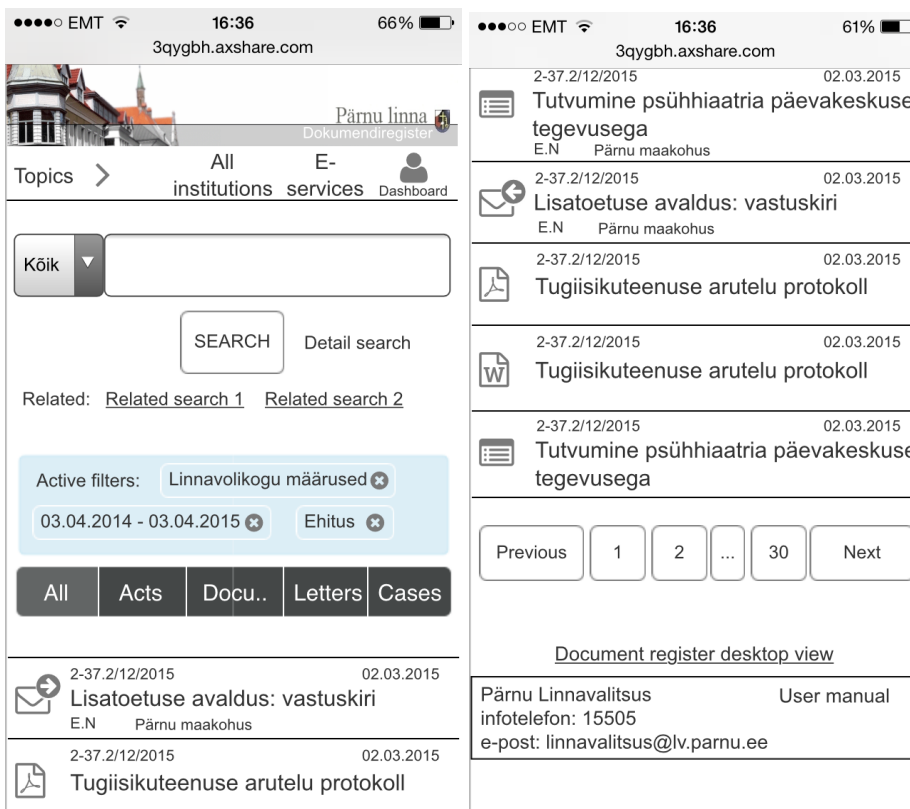 EMT 16:36 66%
3qygbh.axshare.com
Pärnu linna
Dokumendiregister
Topics
All institutions
E-services
Dashboard
Kõik
SEARCH
Detail search
Related: Related search 1 Related search 2
Active filters: Linnavolikogu määrused
03.04.2014 - 03.04.2015 Ehitus
All Acts Docu.. Letters Cases
2-37.2/12/2015 02.03.2015
Lisatoetuse avaldus: vastuskiri
E.N Pärnu maakohus
2-37.2/12/2015 02.03.2015
Tugiisikuteenuse arutelu protokoll
EMT 16:36 61%
3qygbh.axshare.com
2-37.2/12/2015 02.03.2015
Tutvumine psühhiaatria päevakeskuse
tegevusega
E.N Pärnu maakohus
2-37.2/12/2015 02.03.2015
Lisatoetuse avaldus: vastuskiri
E.N Pärnu maakohus
2-37.2/12/2015 02.03.2015
Tugiisikuteenuse arutelu protokoll
2-37.2/12/2015 02.03.2015
W Tugiisikuteenuse arutelu protokoll
2-37.2/12/2015 02.03.2015
Tutvumine psühhiaatria päevakeskuse
tegevusega
Previous 1 2 ... 30 Next
Document register desktop view
Pärnu Linnavalitsus User manual
infotelefon: 15505
e-post: linnavalitsus@lv.parnu.ee